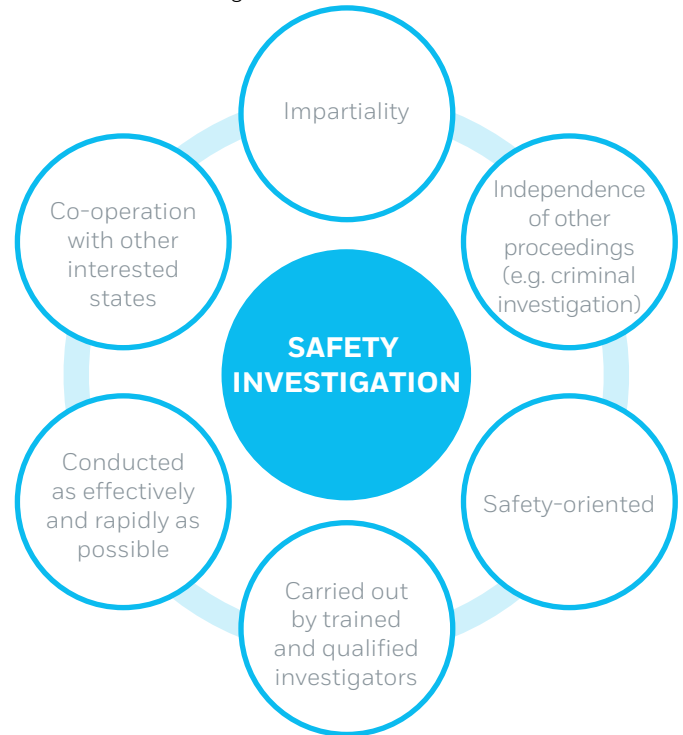 Impartiality
Independence
of other
proceedings
(e.g. criminal
investigation)
Safety-oriented
Carried out
by trained
and qualified
investigators
Conducted
as effectively
and rapidly as
possible
Co-operation
with other
interested
states
SAFETY
INVESTIGATION